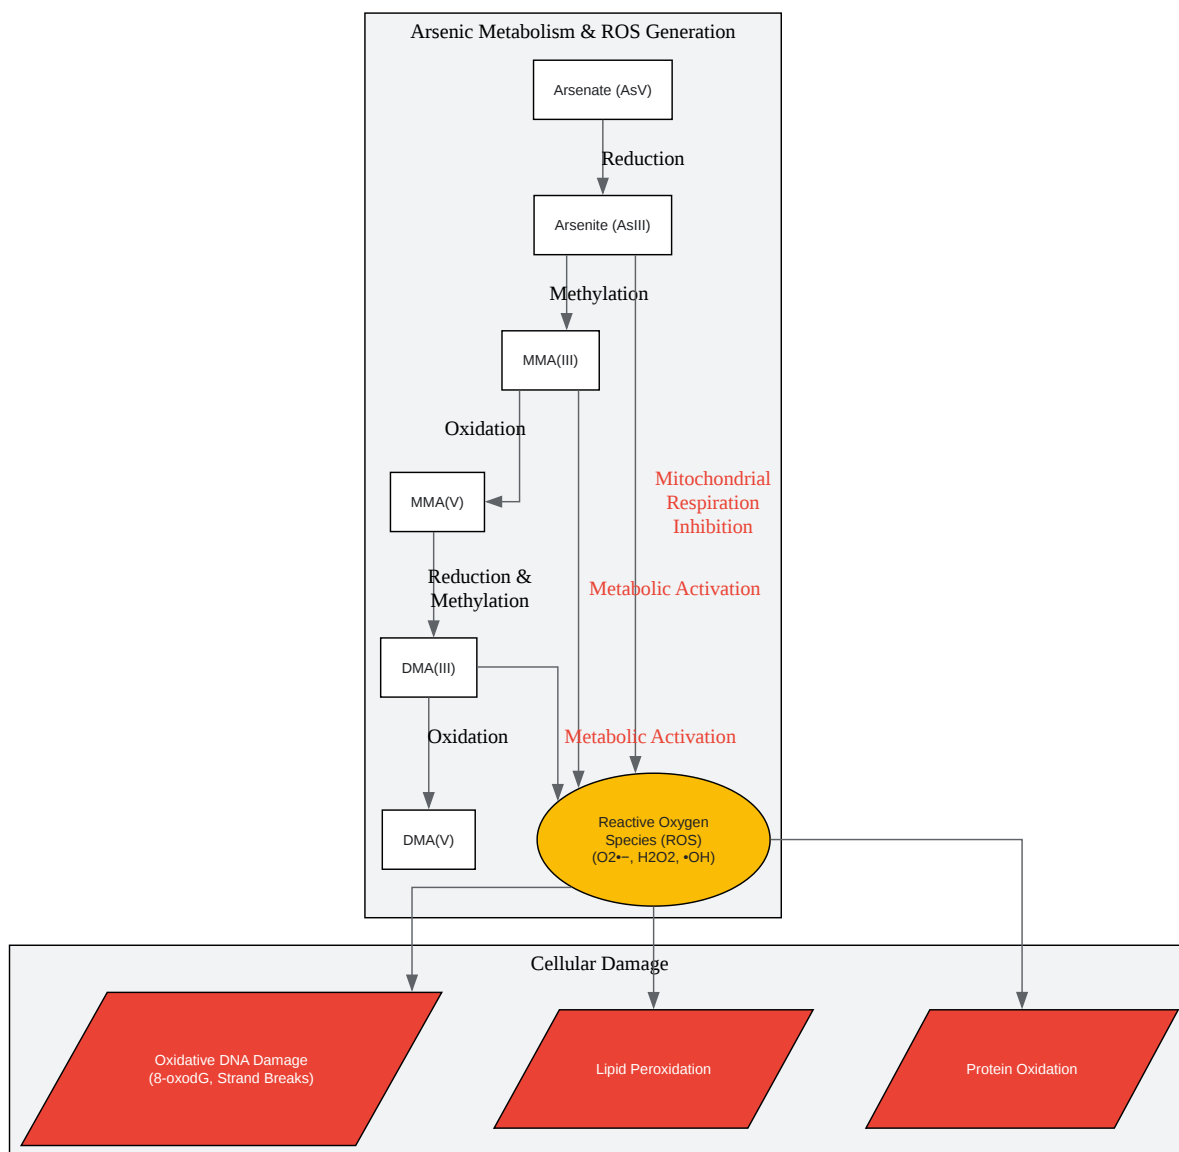 Arsenic Metabolism & ROS Generation
Arsenate (AsV)
Reduction
Arsenite (AsIII)
Methylation
MMA(III)
Oxidation
Mitochondrial
Respiration
Inhibition
MMA(V)
Reduction &
Methylation
Metabolic Activation
DMA(III)
Oxidation
Metabolic Activation
Reactive Oxygen
Species (ROS)
(O2•−, H2O2, •OH)
DMA(V)
Cellular Damage
Oxidative DNA Damage
(8-oxodG, Strand Breaks)
Lipid Peroxidation
Protein Oxidation